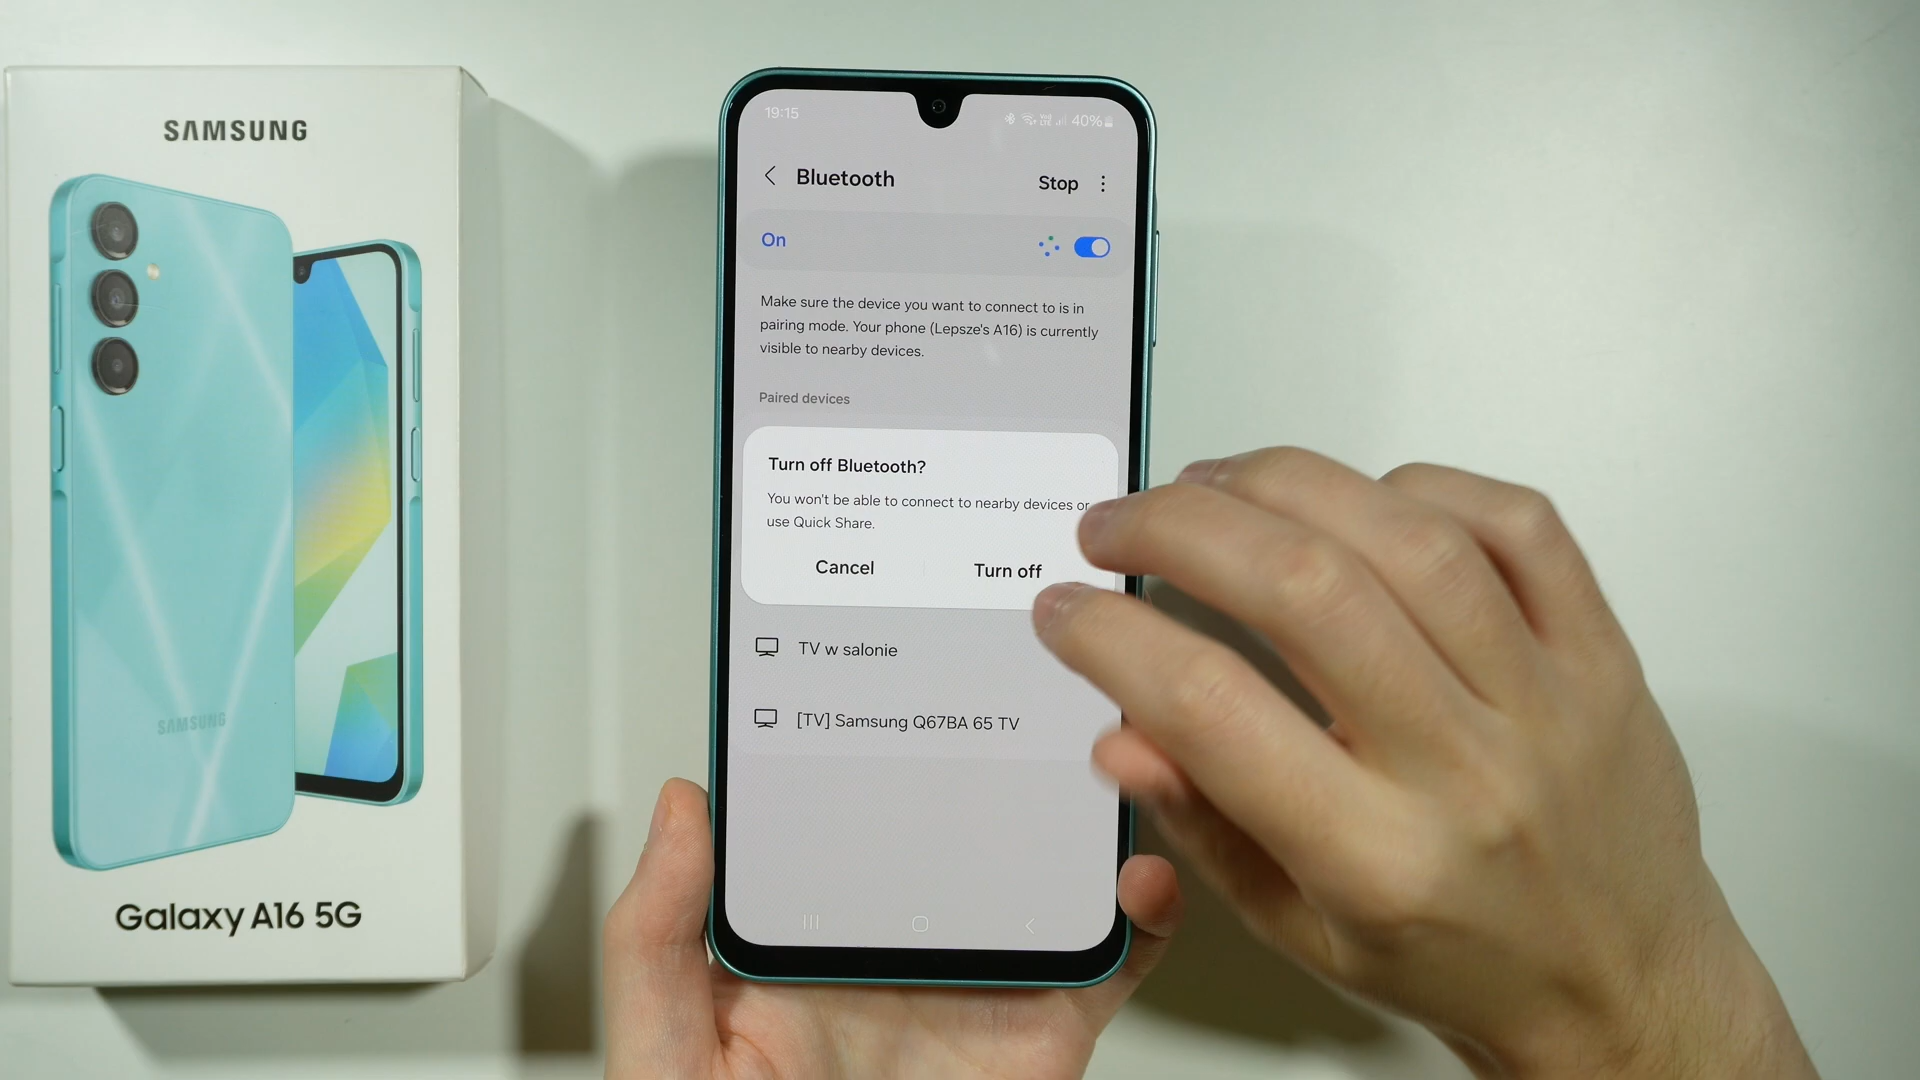 SAMSUNG
SAMSUNG
Galaxy A16 5G
19:15
40%
Bluetooth
Stop
On
Make sure the device you want to connect to is in
pairing mode. Your phone (Lepsze's A16) is currently
visible to nearby devices.
Paired devices
Turn off Bluetooth?
You won't be able to connect to nearby devices or
use Quick Share.
Cancel
Turn off
TV w salonie
[TV] Samsung Q67BA 65 TV